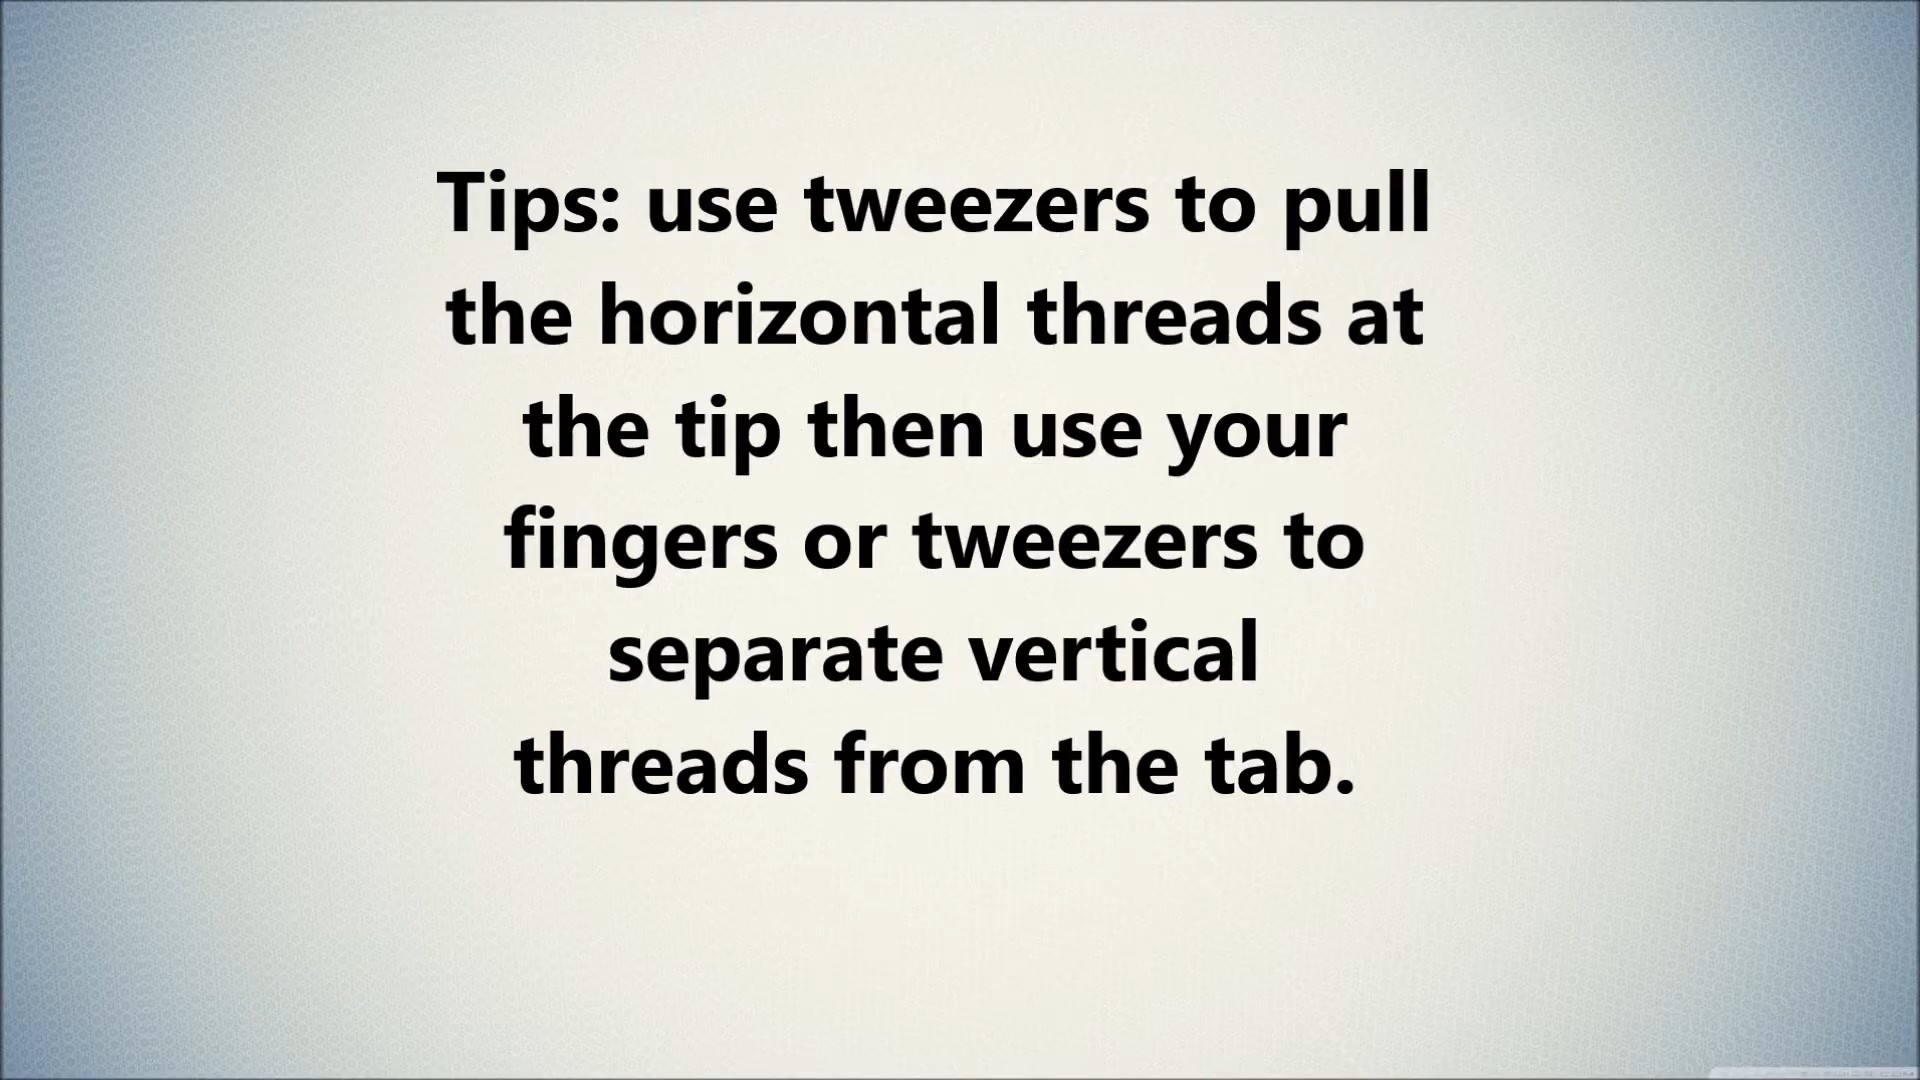 Tips: use tweezers to pull
the horizontal threads at
the tip then use your
fingers or tweezers to
separate vertical
threads from the tab.